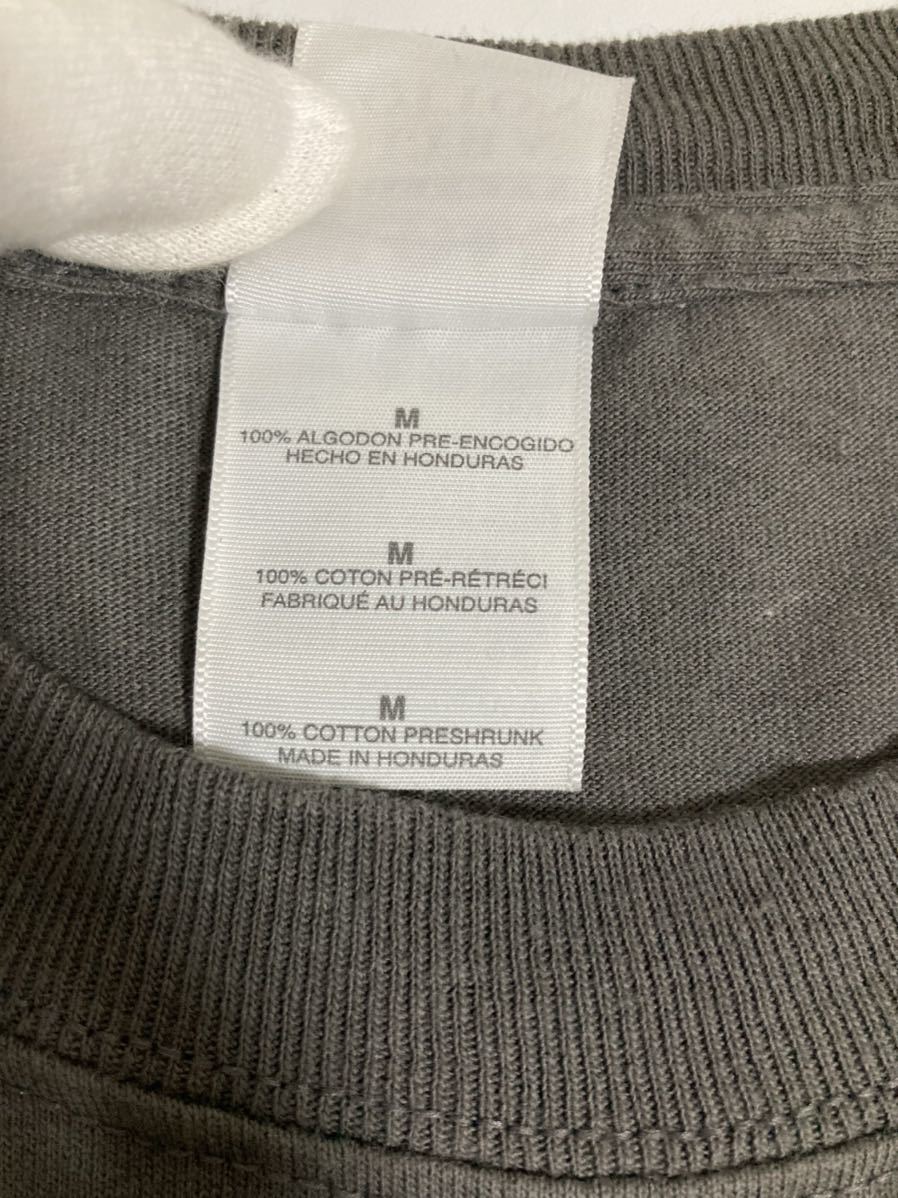 M
100% ALGODON PRE-ENCOGIDO
HECHO EN HONDURAS
M
100% COTON PRÉ-RÉTRÉCI
FABRIQUÉ AU HONDURAS
M
100% COTTON PRESHRUNK
MADE IN HONDURAS